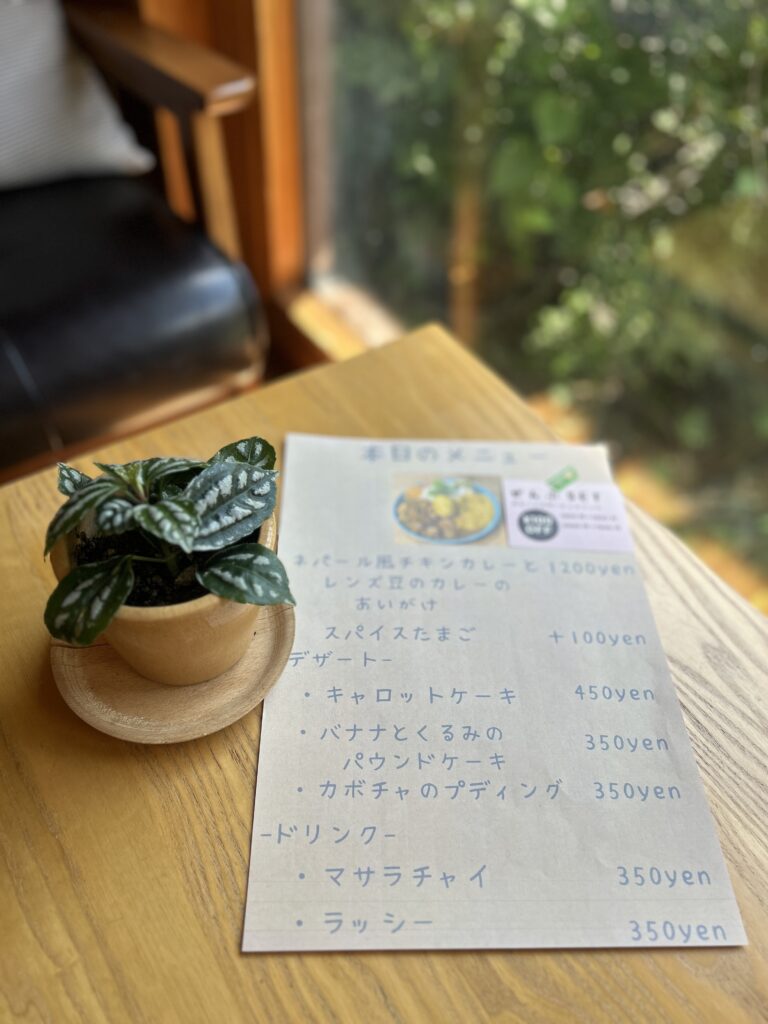 本日のメニュー
SET
¥100
OFF
ネパール風チキンカレーと 1200yen
レンズ豆のカレーの
あいがけ
スパイスたまご +100yen
デザート-
・キャロットケーキ 450yen
・バナナとくるみの 350yen
パウンドケーキ
・カボチャのプディング 350yen
-ドリンク-
・マサラチャイ 350yen
・ラッシー 350yen